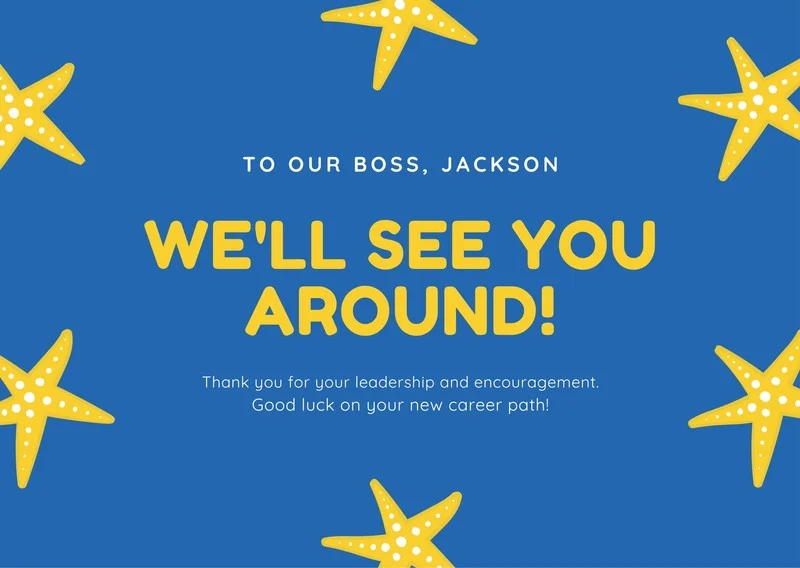 TO OUR BOSS, JACKSON
WE'LL SEE YOU
AROUND!
Thank you for your leadership and encouragement.
Good luck on your new career path!